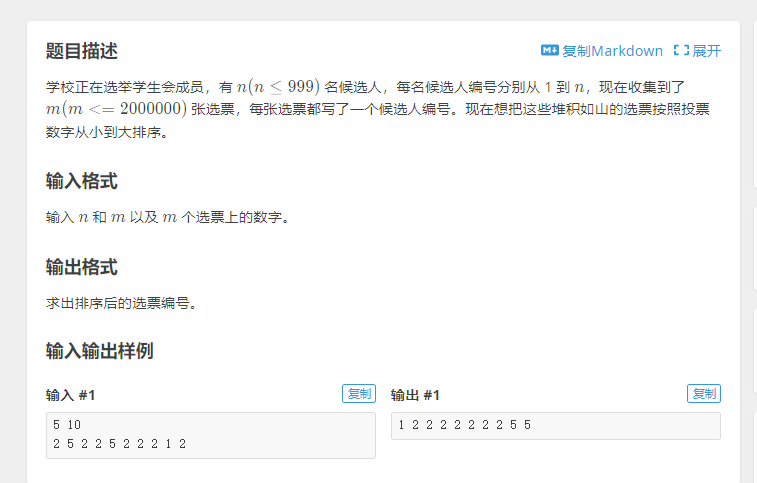 题目描述
复制Markdown 展开
学校正在选举学生会成员，有 n(n ≤ 999) 名候选人，每名候选人编号分别从 1 到 n，现在收集到了
m(m <= 2000000) 张选票，每张选票都写了一个候选人编号。现在想把这些堆积如山的选票按照投票
数字从小到大排序。
输入格式
输入 n 和 m 以及 m 个选票上的数字。
输出格式
求出排序后的选票编号。
输入输出样例
输入 #1
复制
5 10
2 5 2 2 5 2 2 2 1 2
输出 #1
复制
1 2 2 2 2 2 2 2 5 5